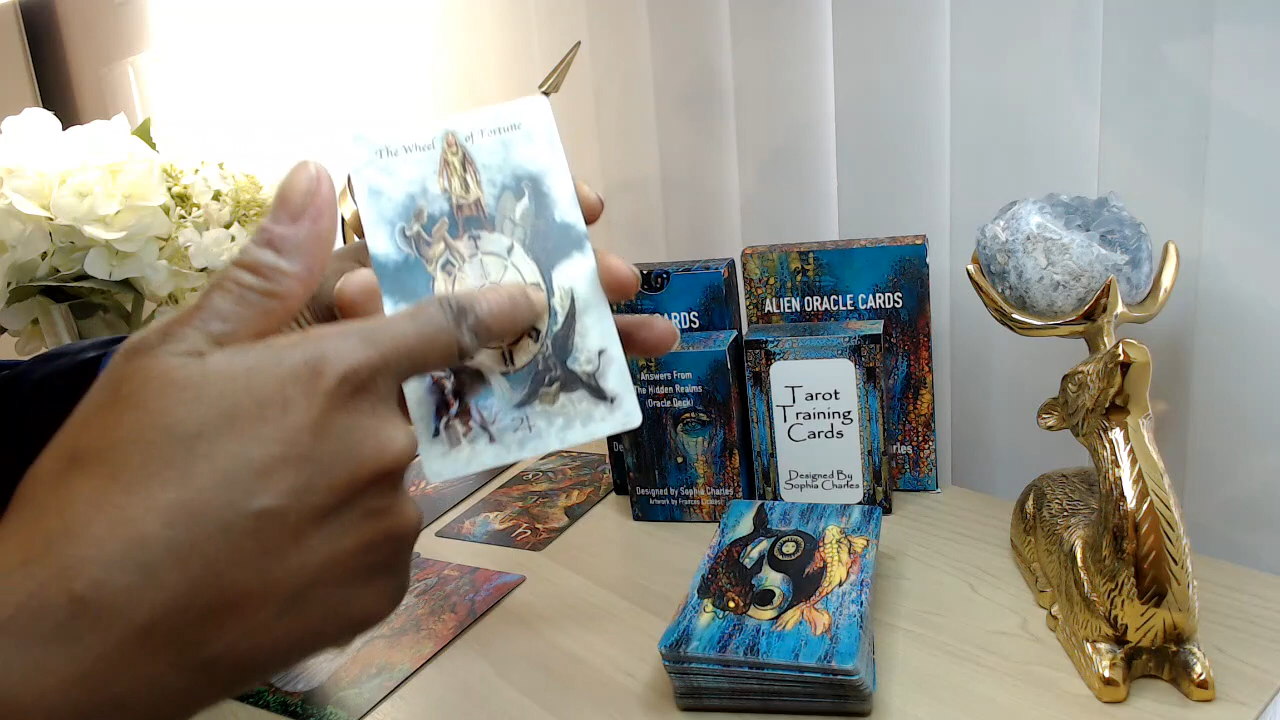 The Wheel of Fortune
CARDS
Answers From
The Hidden Realms
(Oracle Deck)
Designed by Sophia Charles
ALIEN ORACLE CARDS
Tarot
Training
Cards
Designed By
Sophia Charles